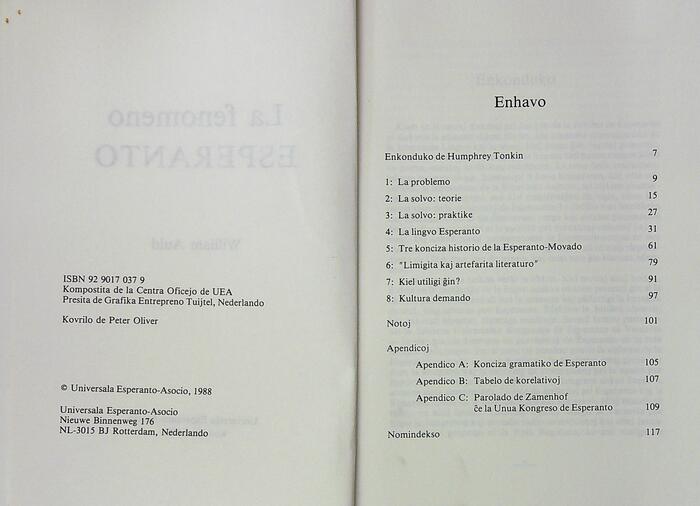 ISBN 92 9017 037 9
Kompostita de la Centra Oficejo de UEA
Presita de Grafika Entrepreno Tuijtel, Nederlando
Kovrilo de Peter Oliver
© Universala Esperanto-Asocio, 1988
Universala Esperanto-Asocio
Nieuwe Binnenweg 176
NL-3015 BJ Rotterdam, Nederlando
Enhavo
Enkonduko de Humphrey Tonkin 7
1: La problemo 9
2: La solvo: teorie 15
3: La solvo: praktike 27
4: La lingvo Esperanto 31
5: Tre konciza historio de la Esperanto-Movado 61
6: "Limigita kaj artefarita literaturo" 79
7: Kiel utiligi ĝin? 91
8: Kultura demando 97
Notoj 101
Apendicoj
Apendico A: Konciza gramatiko de Esperanto 105
Apendico B: Tabelo de korelativoj 107
Apendico C: Parolado de Zamenhof
ĉe la Unua Kongreso de Esperanto 109
Nomindekso 117